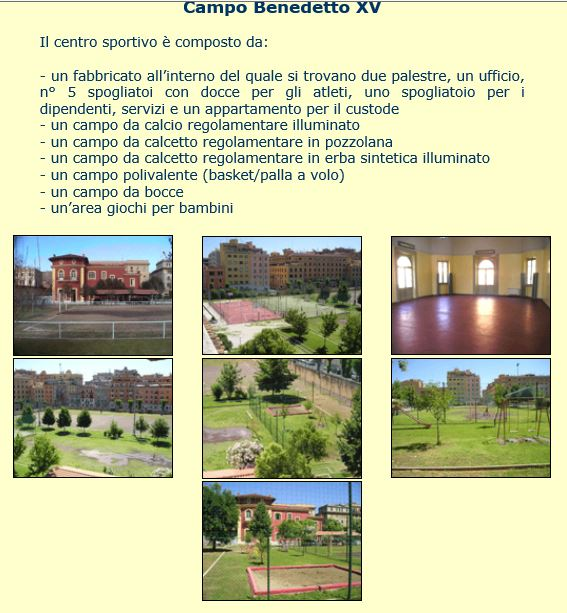 Campo Benedetto XV
Il centro sportivo è composto da:
- un fabbricato all’interno del quale si trovano due palestre, un ufficio,
n° 5 spogliatoi con docce per gli atleti, uno spogliatoio per i
dipendenti, servizi e un appartamento per il custode
- un campo da calcio regolamentare illuminato
- un campo da calcetto regolamentare in pozzolana
- un campo da calcetto regolamentare in erba sintetica illuminato
- un campo polivalente (basket/palla a volo)
- un campo da bocce
- un’area giochi per bambini